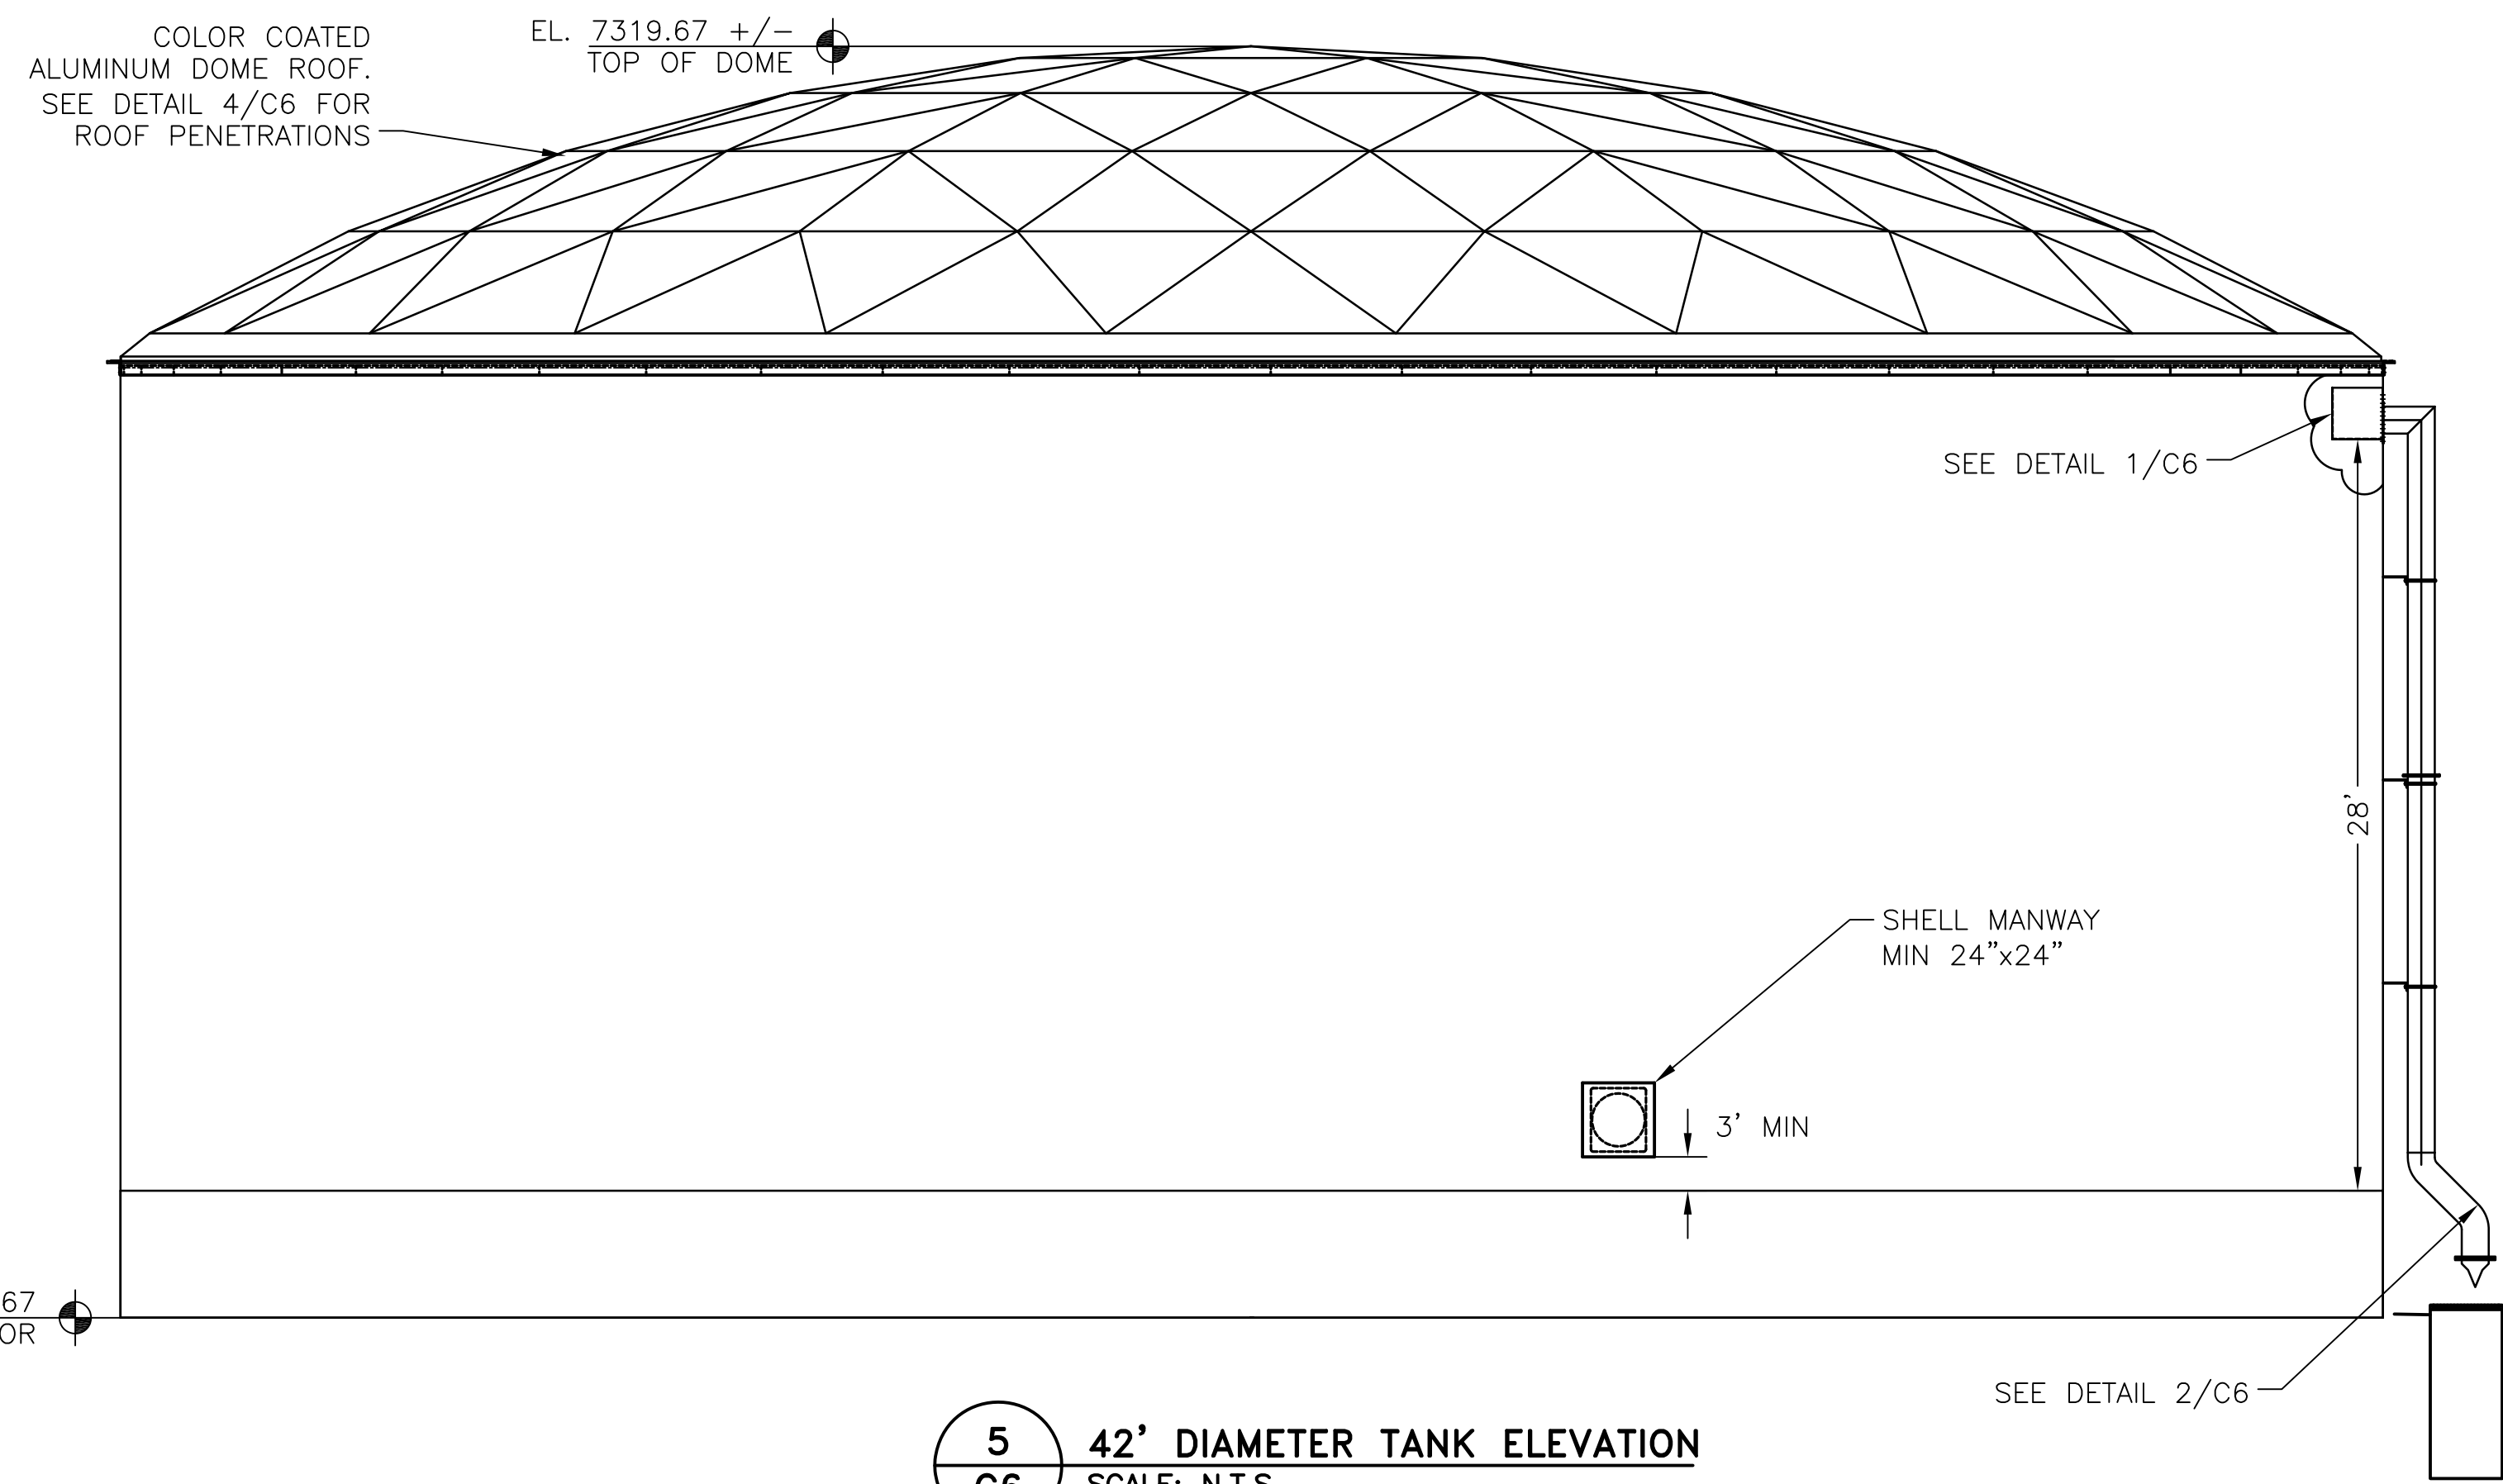 COLOR COATED
ALUMINUM DOME ROOF.
SEE DETAIL 4/C6 FOR
ROOF PENETRATIONS
EL. 7319.67 +/-
TOP OF DOME
SEE DETAIL 1/C6
28'
SHELL MANWAY
MIN 24"x24"
3' MIN
67
OR
SEE DETAIL 2/C6
5
C6
42' DIAMETER TANK ELEVATION
SCALE: N.T.S.